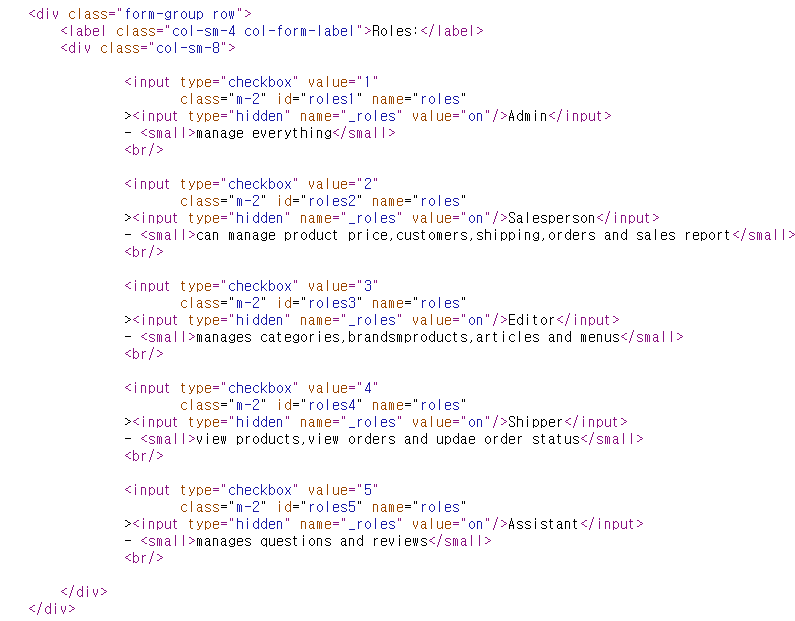 <div class="form-group row">
    <label class="col-sm-4 col-form-label">Roles:</label>
    <div class="col-sm-8">

            <input type="checkbox" value="1"
                   class="m-2" id="roles1" name="roles"
            ><input type="hidden" name="_roles" value="on"/>Admin</input>
            - <small>manage everything</small>
            <br/>

            <input type="checkbox" value="2"
                   class="m-2" id="roles2" name="roles"
            ><input type="hidden" name="_roles" value="on"/>Salesperson</input>
            - <small>can manage product price,customers,shipping,orders and sales report</small>
            <br/>

            <input type="checkbox" value="3"
                   class="m-2" id="roles3" name="roles"
            ><input type="hidden" name="_roles" value="on"/>Editor</input>
            - <small>manages categories,brandsmproducts,articles and menus</small>
            <br/>

            <input type="checkbox" value="4"
                   class="m-2" id="roles4" name="roles"
            ><input type="hidden" name="_roles" value="on"/>Shipper</input>
            - <small>view products,view orders and updae order status</small>
            <br/>

            <input type="checkbox" value="5"
                   class="m-2" id="roles5" name="roles"
            ><input type="hidden" name="_roles" value="on"/>Assistant</input>
            - <small>manages questions and reviews</small>
            <br/>

    </div>
</div>